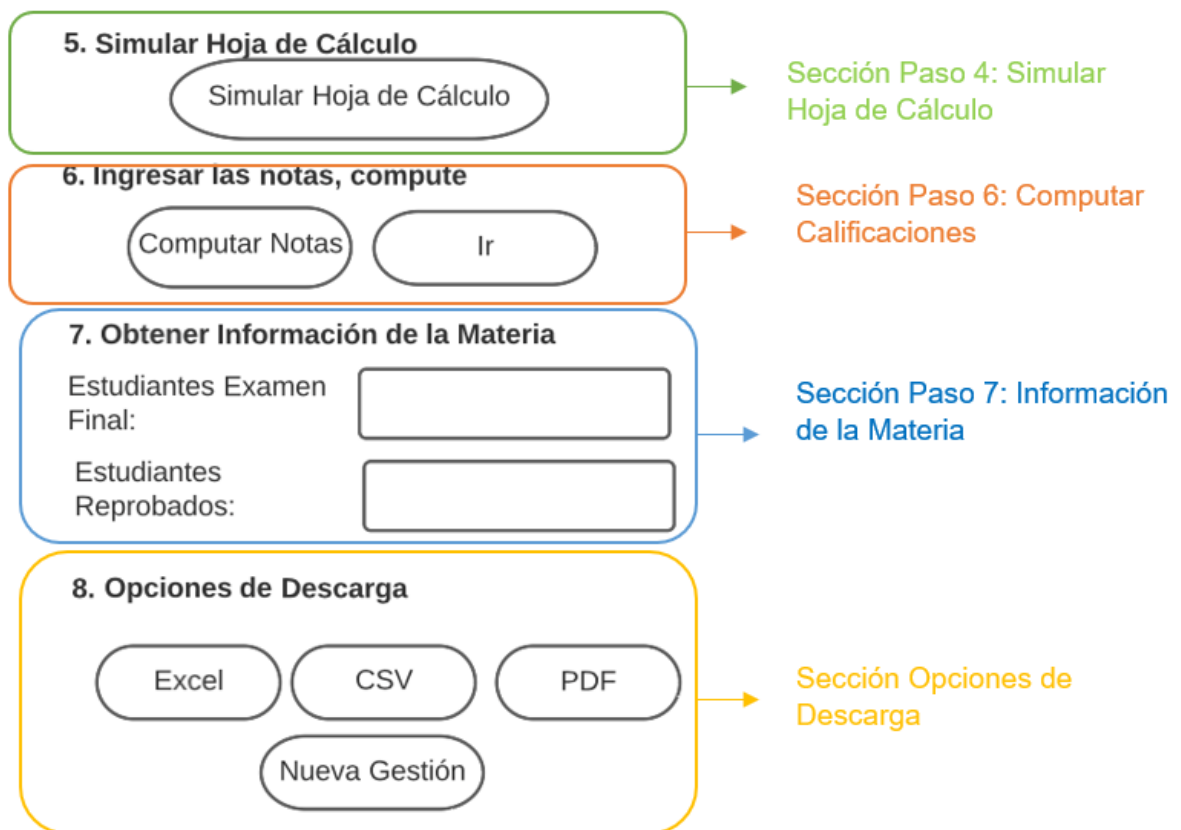 5. Simular Hoja de Cálculo
Simular Hoja de Cálculo
Sección Paso 4: Simular
Hoja de Cálculo
6. Ingresar las notas, compute
Computar Notas
Ir
Sección Paso 6: Computar
Calificaciones
7. Obtener Información de la Materia
Estudiantes Examen
Final:
Estudiantes
Reprobados:
Sección Paso 7: Información
de la Materia
8. Opciones de Descarga
Excel
CSV
PDF
Nueva Gestión
Sección Opciones de
Descarga